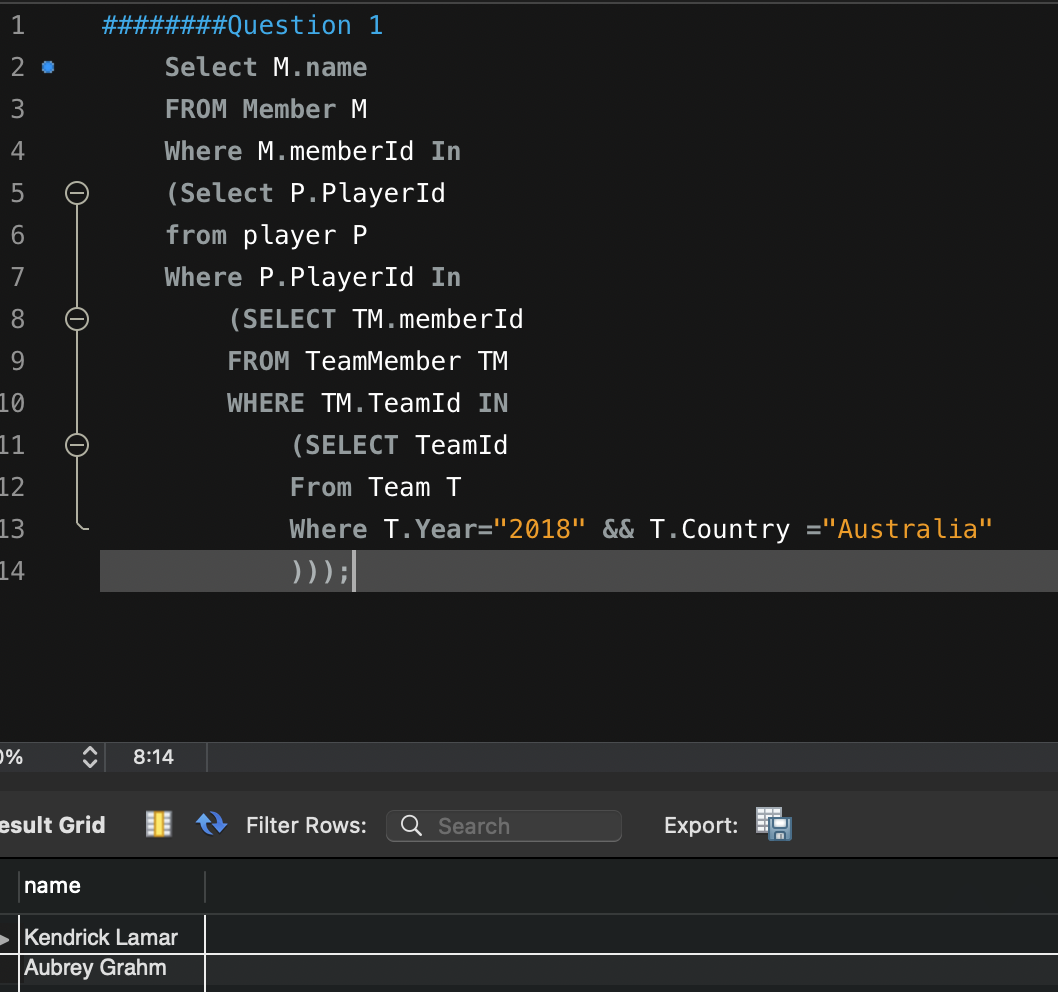 1 ########Question 1
2 Select M.name
3 FROM Member M
4 Where M.memberId In
5 (Select P.PlayerId
6 from player P
7 Where P.PlayerId In
8 (SELECT TM.memberId
9 FROM TeamMember TM
10 WHERE TM.TeamId IN
11 (SELECT TeamId
12 From Team T
13 Where T.Year="2018" && T.Country ="Australia"
14 )));
0% 8:14
esult Grid Filter Rows: Search Export:
name
Kendrick Lamar
Aubrey Grahm